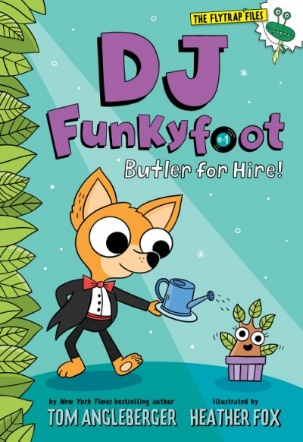 THE FLYTRAP FILES
DJ
Funkyfoot
Butler for Hire!
by New York Times bestselling author
TOM ANGLEBERGER
illustrated by
HEATHER FOX